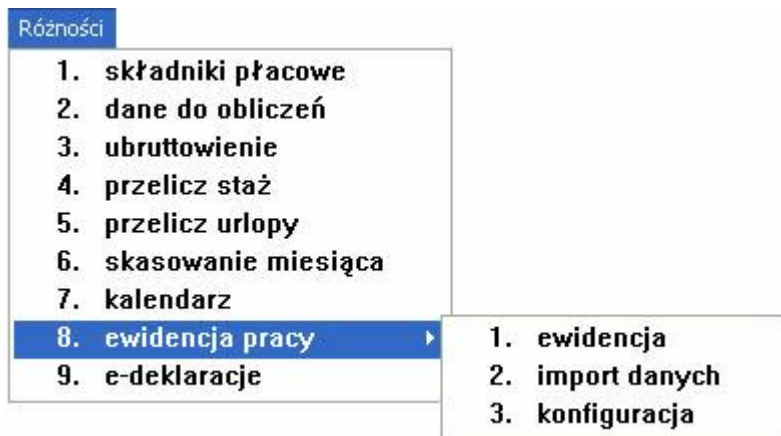 Różności
1. składniki płacowe
2. dane do obliczeń
3. ubruttowienie
4. przelicz staż
5. przelicz urlopy
6. skasowanie miesiąca
7. kalendarz
8. ewidencja pracy
9. e-deklaracje
1. ewidencja
2. import danych
3. konfiguracja